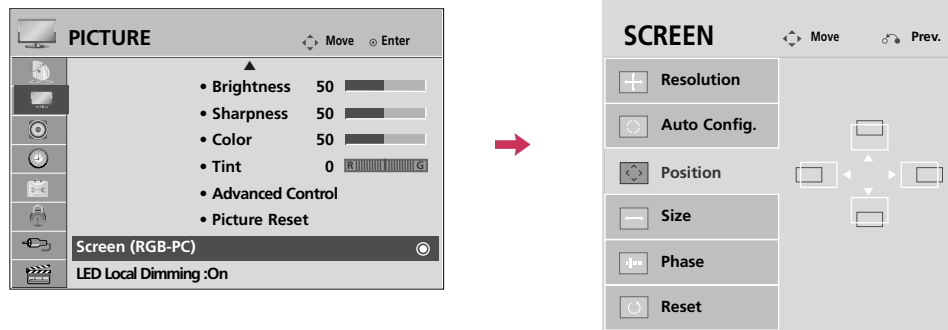 PICTURE Move Enter
• Brightness 50
• Sharpness 50
• Color 50
• Tint 0 R G
• Advanced Control
• Picture Reset
Screen (RGB-PC)
LED Local Dimming :On
SCREEN Move Prev.
Resolution
Auto Config.
Position
Size
Phase
Reset